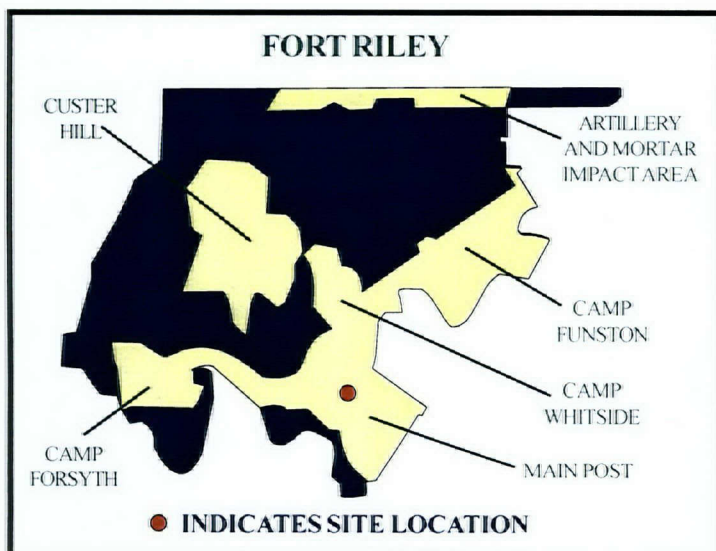 FORT RILEY
CUSTER
HILL
ARTILLERY
AND MORTAR
IMPACT AREA
CAMP
FUNSTON
CAMP
WHITSIDE
CAMP
FORSYTH
MAIN POST
INDICATES SITE LOCATION